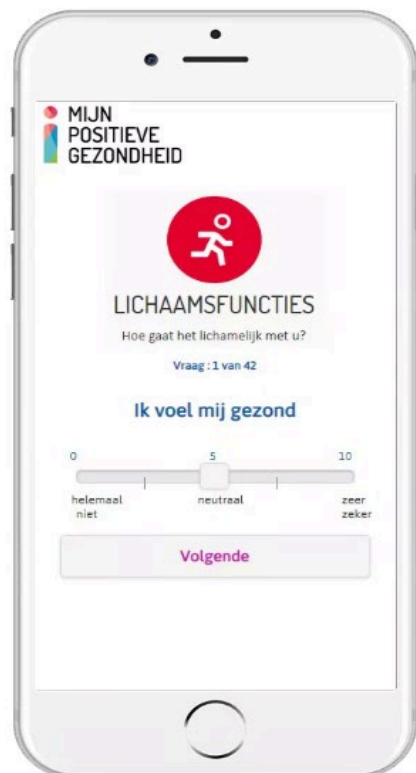 MIJN
POSITIEVE
GEZONDHEID
LICHAAMSFUNCTIES
Hoe gaat het lichamelijk met u?
Vraag : 1 van 42
Ik voel mij gezond
0 5 10
helemaal neutraal zeer
niet zeker
Volgende